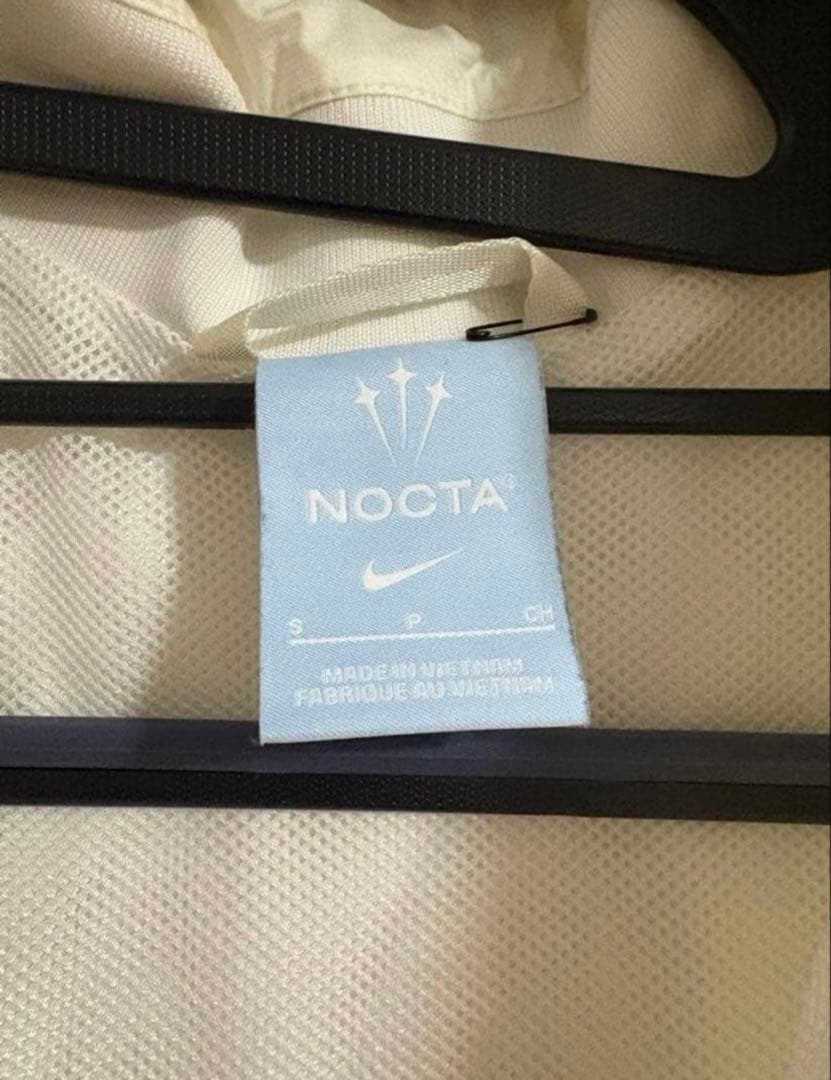 NOCTA®
S P CH
MADE IN VIETNAM
FABRIQUE AU VIETNAM